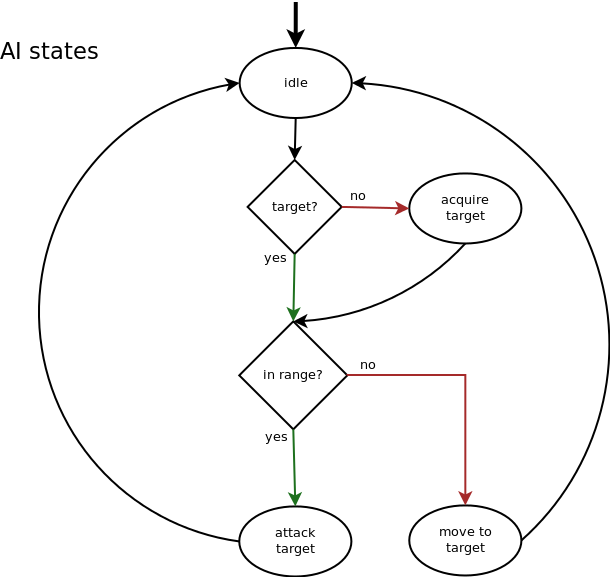 AI states
idle
target?
no
acquire
target
yes
in range?
no
yes
attack
target
move to
target